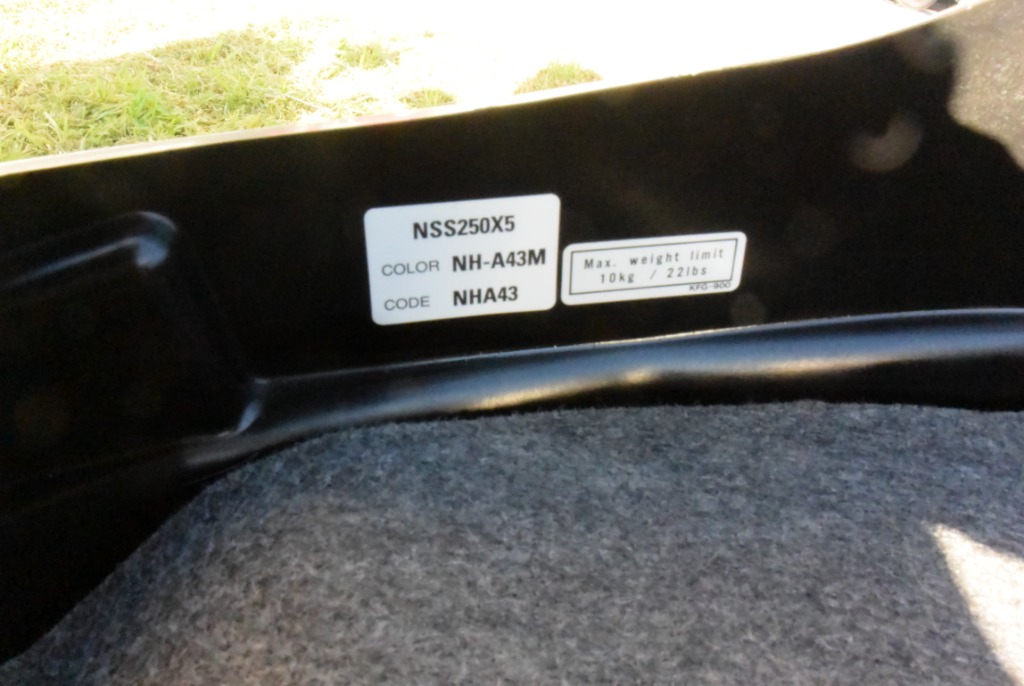 NSS250X5
COLOR NH-A43M
CODE NHA43
Max. weight limit
10kg / 22lbs
KFG-900